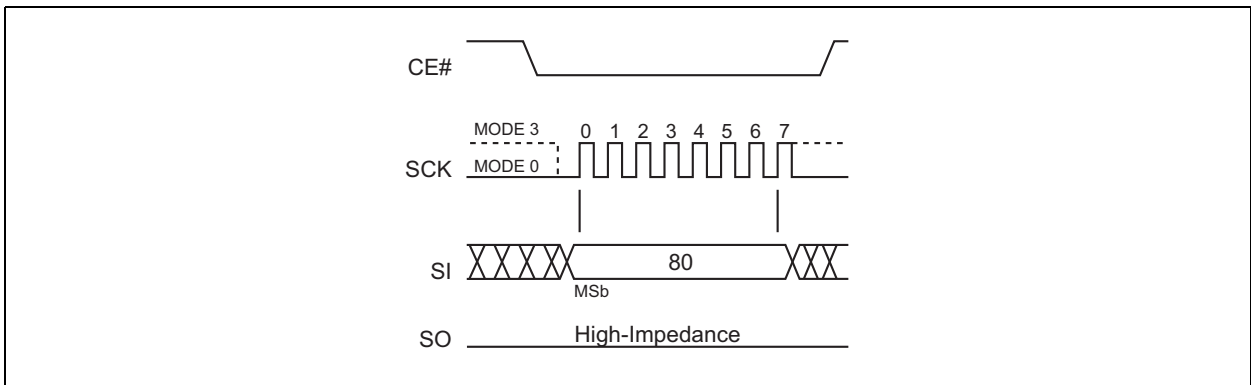 CE#
MODE 3
0 1 2 3 4 5 6 7
SCK
MODE 0
SI
80
MSb
SO
High-Impedance